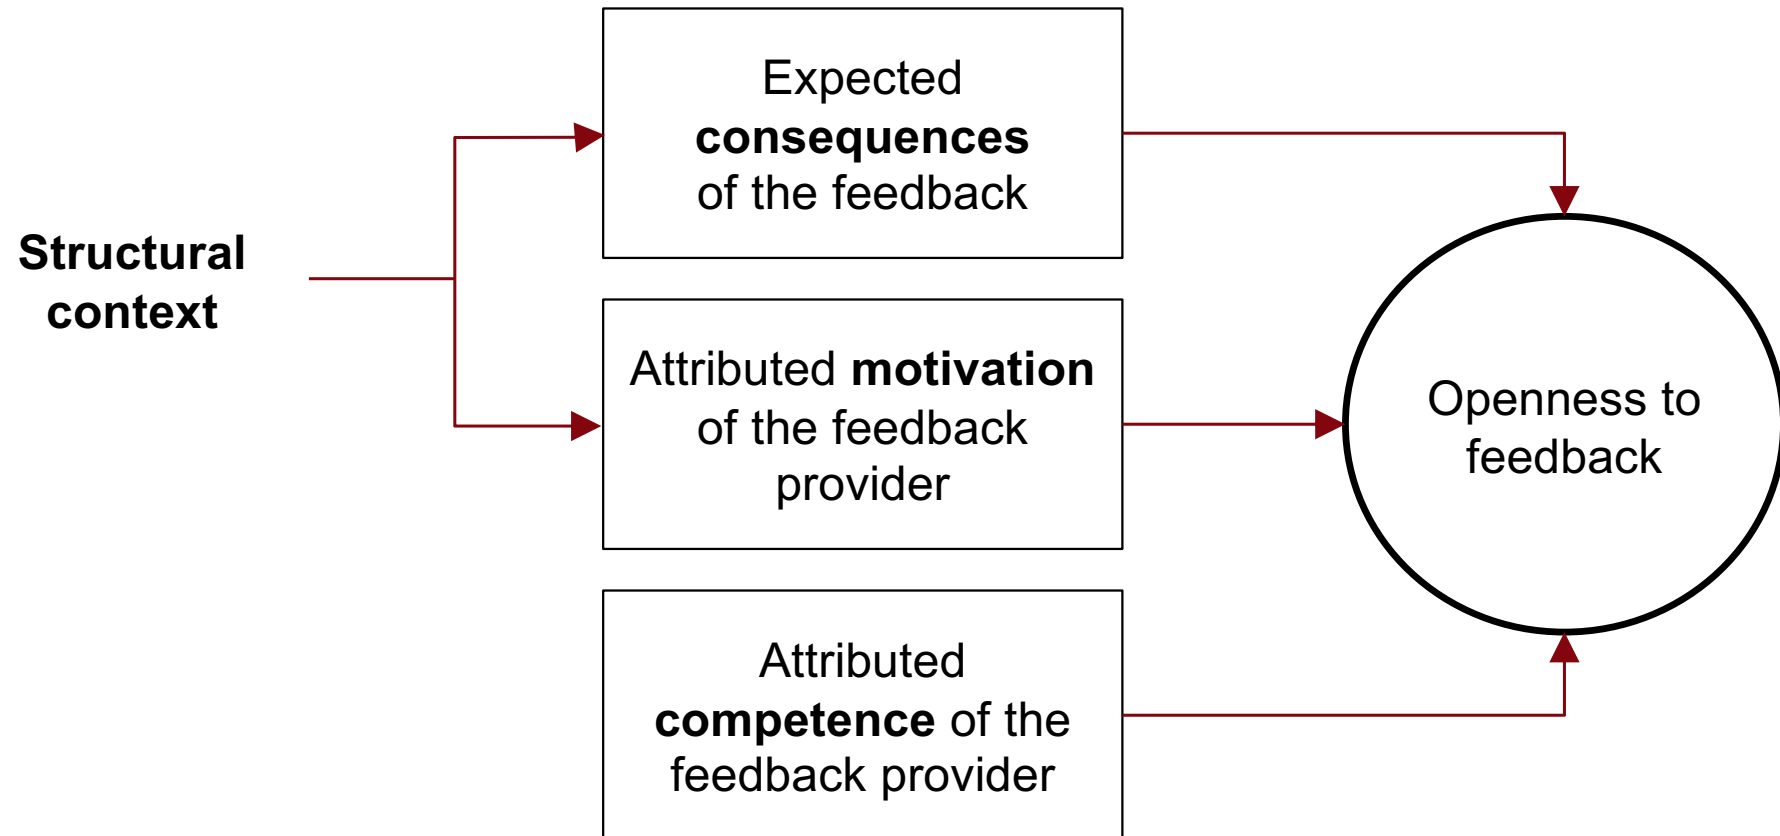 Structural
context
Expected
consequences
of the feedback
Attributed motivation
of the feedback
provider
Attributed
competence of the
feedback provider
Openness to
feedback